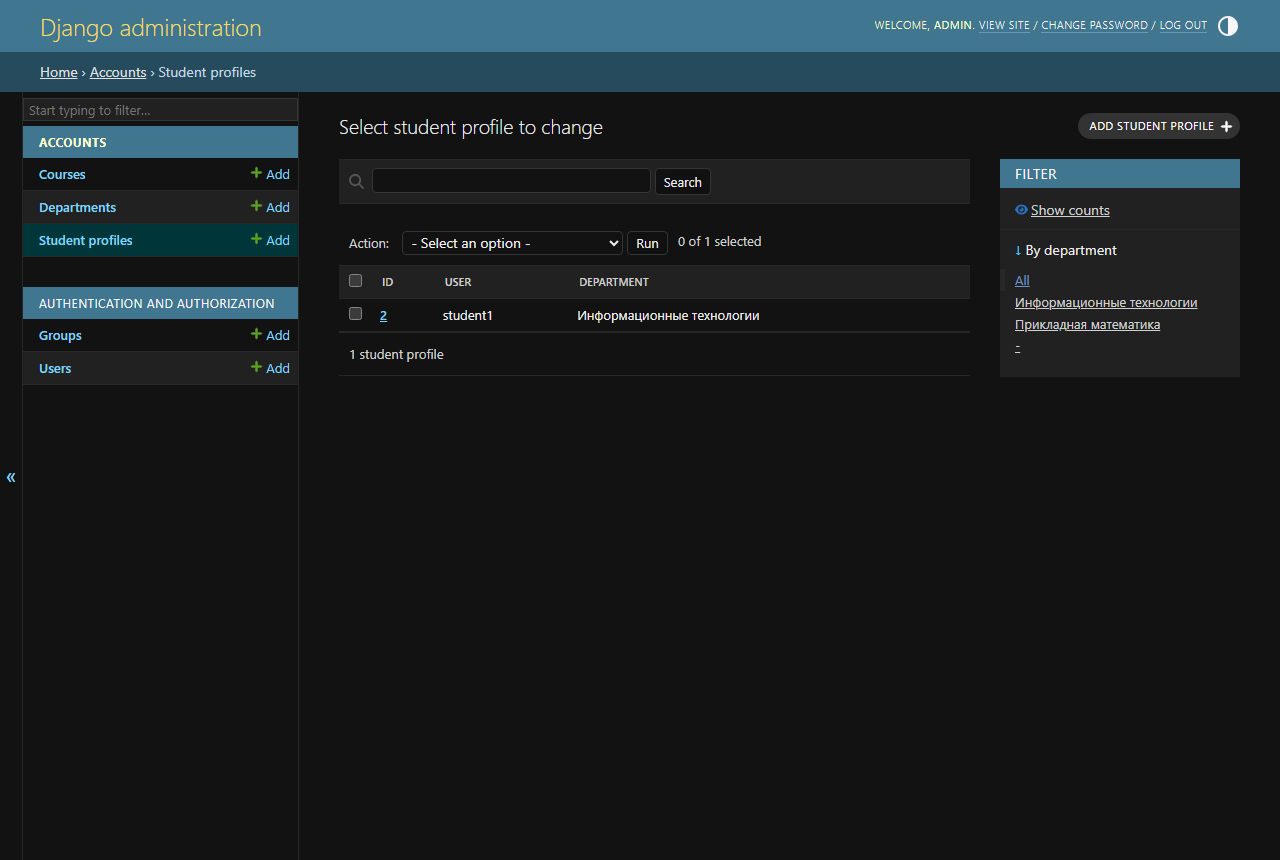 Django administration
WELCOME, ADMIN. VIEW SITE / CHANGE PASSWORD / LOG OUT
Home › Accounts › Student profiles
Start typing to filter...
ACCOUNTS
Courses + Add
Departments + Add
Student profiles + Add
AUTHENTICATION AND AUTHORIZATION
Groups + Add
Users + Add
«
Select student profile to change
ADD STUDENT PROFILE +
Search
Action: - Select an option - Run 0 of 1 selected
ID USER DEPARTMENT
2 student1 Информационные технологии
1 student profile
FILTER
Show counts
↓ By department
All
Информационные технологии
Прикладная математика
-